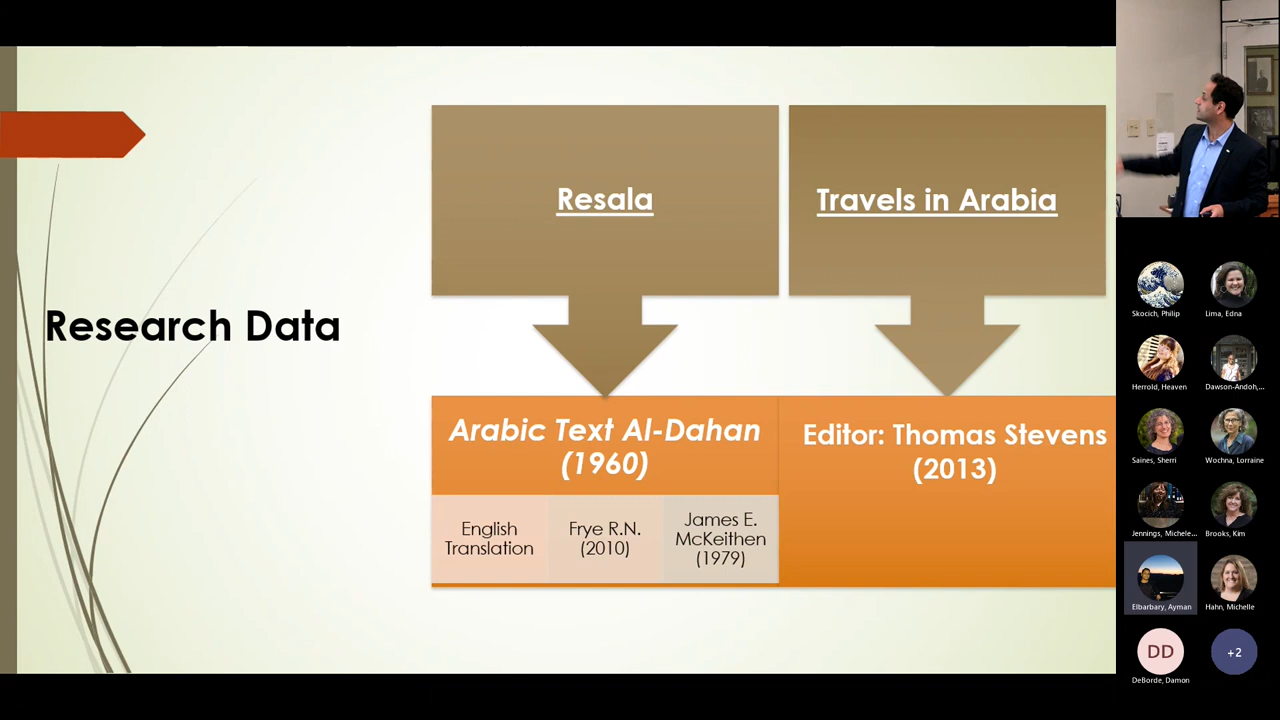 Research Data
Resala
Travels in Arabia
Arabic Text Al-Dahan
(1960)
English
Translation
Frye R.N.
(2010)
James E.
McKeithen
(1979)
Editor: Thomas Stevens
(2013)
Skocich, Philip
Lima, Edna
Herrold, Heaven
Dawson-Andoh,...
Saines, Sherri
Wochna, Lorraine
Jennings, Michele...
Brooks, Kim
Elbarbary, Ayman
Hahn, Michelle
DD
DeBorde, Damon
+2